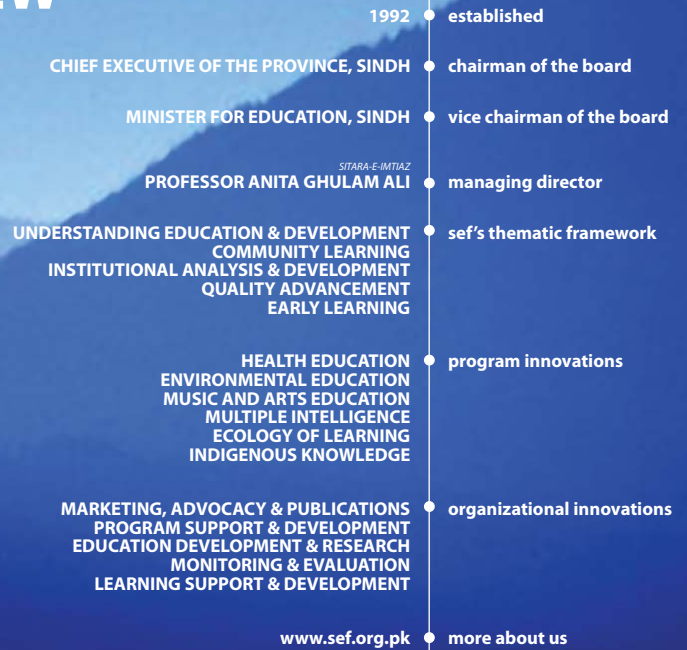 1992 established
CHIEF EXECUTIVE OF THE PROVINCE, SINDH chairman of the board
MINISTER FOR EDUCATION, SINDH vice chairman of the board
SITARA-E-IMTIAZ
PROFESSOR ANITA GHULAM ALI managing director
UNDERSTANDING EDUCATION & DEVELOPMENT sef's thematic framework
COMMUNITY LEARNING
INSTITUTIONAL ANALYSIS & DEVELOPMENT
QUALITY ADVANCEMENT
EARLY LEARNING
HEALTH EDUCATION program innovations
ENVIRONMENTAL EDUCATION
MUSIC AND ARTS EDUCATION
MULTIPLE INTELLIGENCE
ECOLOGY OF LEARNING
INDIGENOUS KNOWLEDGE
MARKETING, ADVOCACY & PUBLICATIONS organizational innovations
PROGRAM SUPPORT & DEVELOPMENT
EDUCATION DEVELOPMENT & RESEARCH
MONITORING & EVALUATION
LEARNING SUPPORT & DEVELOPMENT
www.sef.org.pk more about us